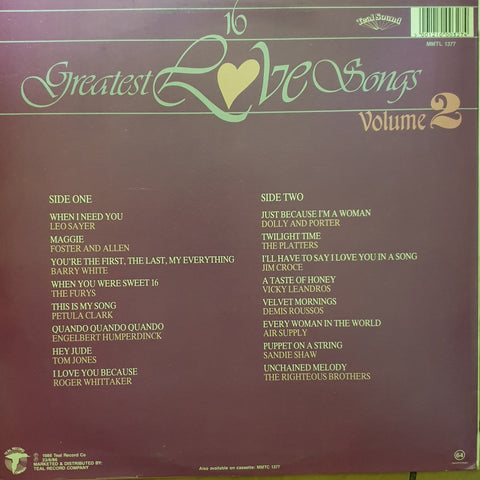 16
Greatest Love Songs
Volume 2
Teal Sound
MMTL 1377
SIDE ONE
WHEN I NEED YOU
LEO SAYER
MAGGIE
FOSTER AND ALLEN
YOU'RE THE FIRST, THE LAST, MY EVERYTHING
BARRY WHITE
WHEN YOU WERE SWEET 16
THE FURYS
THIS IS MY SONG
PETULA CLARK
QUANDO QUANDO QUANDO
ENGELBERT HUMPERDINCK
HEY JUDE
TOM JONES
I LOVE YOU BECAUSE
ROGER WHITTAKER
SIDE TWO
JUST BECAUSE I'M A WOMAN
DOLLY AND PORTER
TWILIGHT TIME
THE PLATTERS
I'LL HAVE TO SAY I LOVE YOU IN A SONG
JIM CROCE
A TASTE OF HONEY
VICKY LEANDROS
VELVET MORNINGS
DEMIS ROUSSOS
EVERY WOMAN IN THE WORLD
AIR SUPPLY
PUPPET ON A STRING
SANDIE SHAW
UNCHAINED MELODY
THE RIGHTEOUS BROTHERS
1986 Teal Record Co
MARKETED & DISTRIBUTED BY:
TEAL RECORD COMPANY
Also available on cassette: MMTC 1377
64